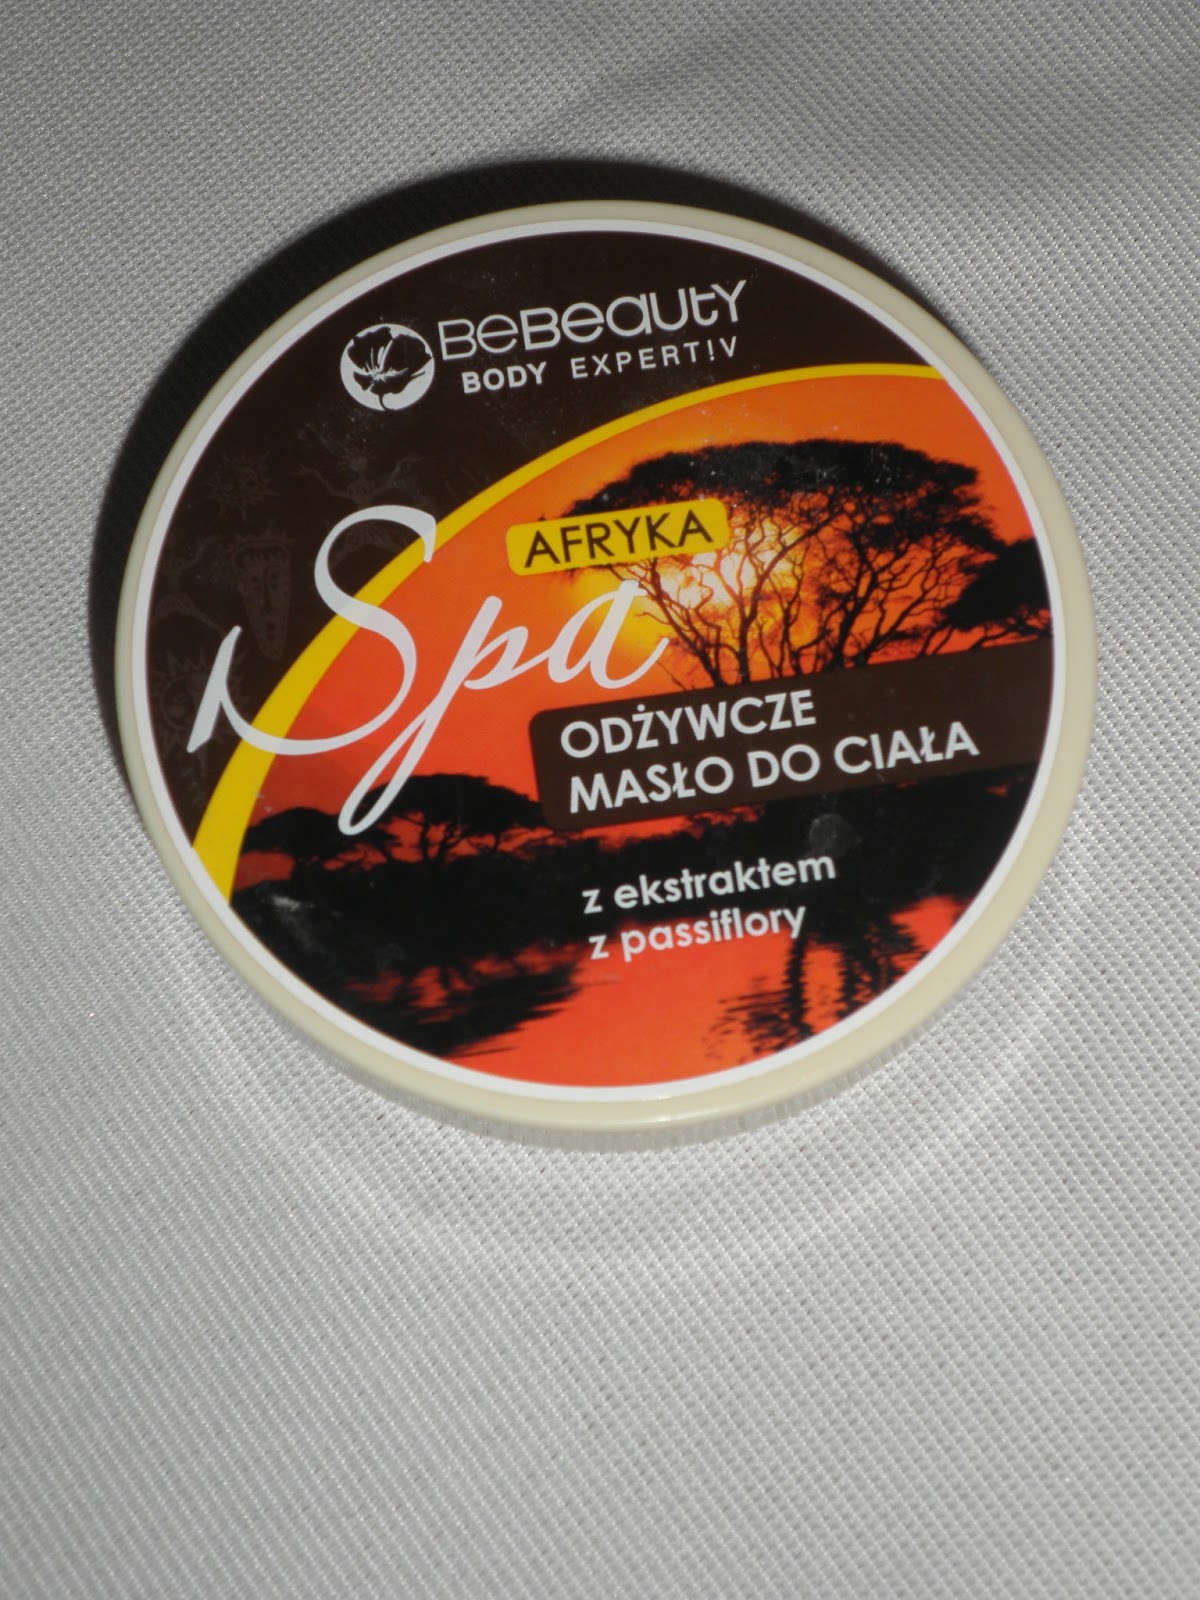 BeBeauty
BODY EXPERT!V
AFRYKA
Spa
ODŻYWCZE
MASŁO DO CIAŁA
z ekstraktem
z passiflory